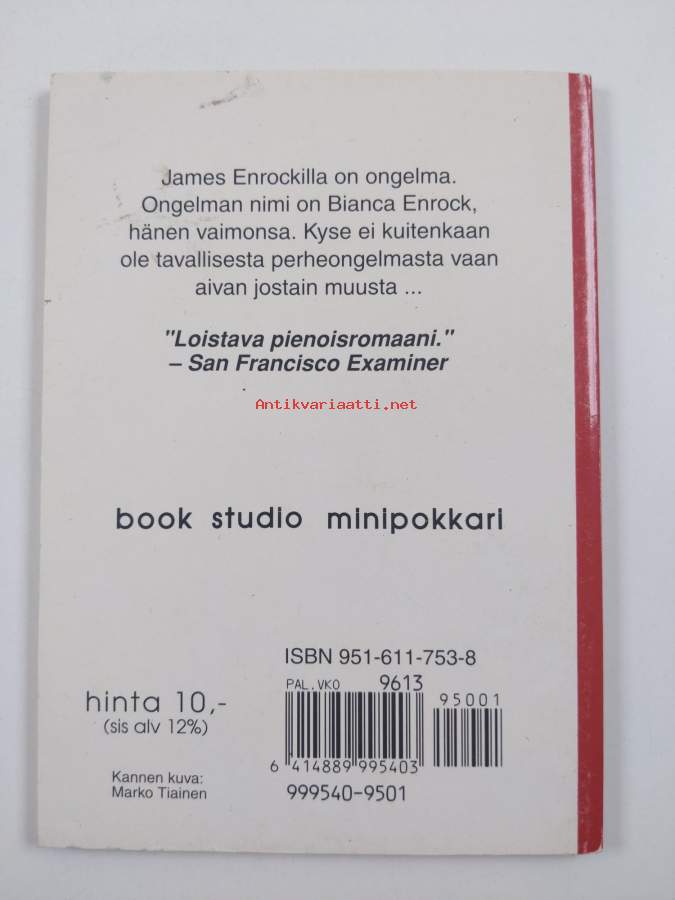 James Enrockilla on ongelma.
Ongelman nimi on Bianca Enrock,
hänen vaimonsa. Kyse ei kuitenkaan
ole tavallisesta perheongelmasta vaan
aivan jostain muusta ...
"Loistava pienoisromaani."
– San Francisco Examiner
Antikvariaatti.net
book studio minipokkari
ISBN 951-611-753-8
PAL.VKO 9613
95001
hinta 10,-
(sis alv 12%)
6 414889 995403
999540-9501
Kannen kuva:
Marko Tiainen